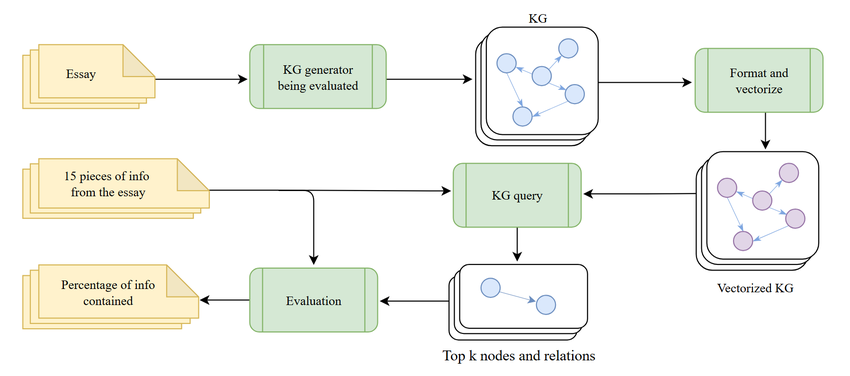 KG
Essay
KG generator
being evaluated
Format and
vectorize
15 pieces of info
from the essay
KG query
Vectorized KG
Percentage of info
contained
Evaluation
Top k nodes and relations